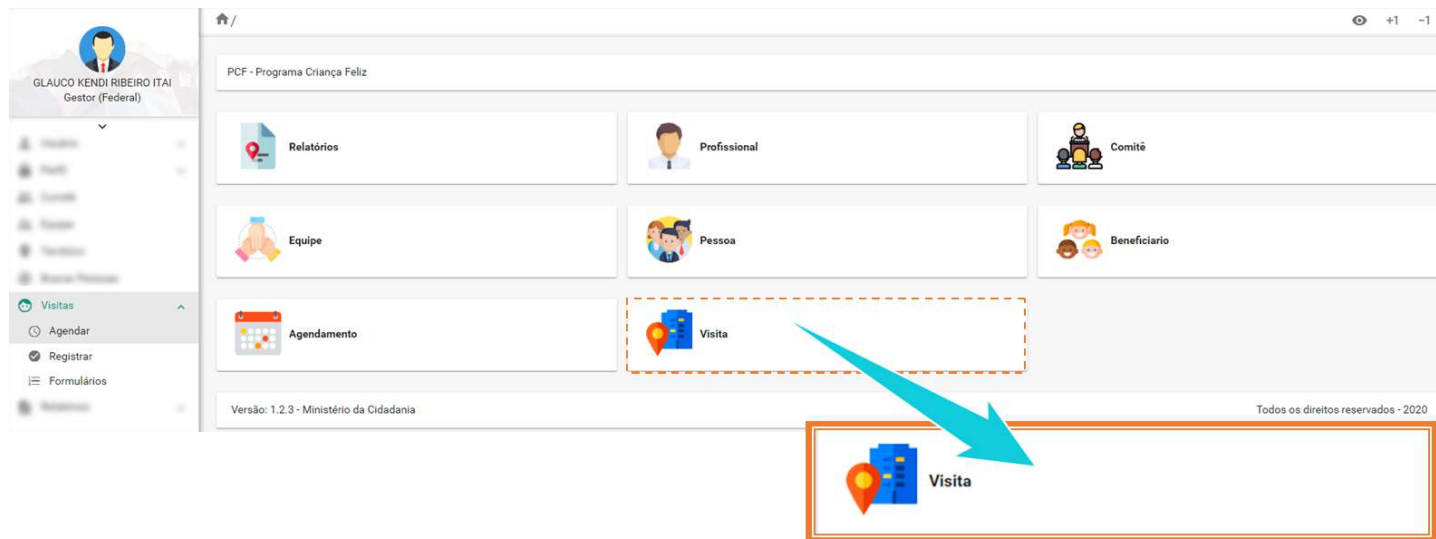 /
+1 -1
GLAUCO KENDI RIBEIRO ITAI
Gestor (Federal)
PCF - Programa Criança Feliz
Relatórios
Profissional
Comitê
Equipe
Pessoa
Beneficiario
Visitas
Agendar
Registrar
Formulários
Agendamento
Visita
Versão: 1.2.3 - Ministério da Cidadania
Todos os direitos reservados - 2020
Visita